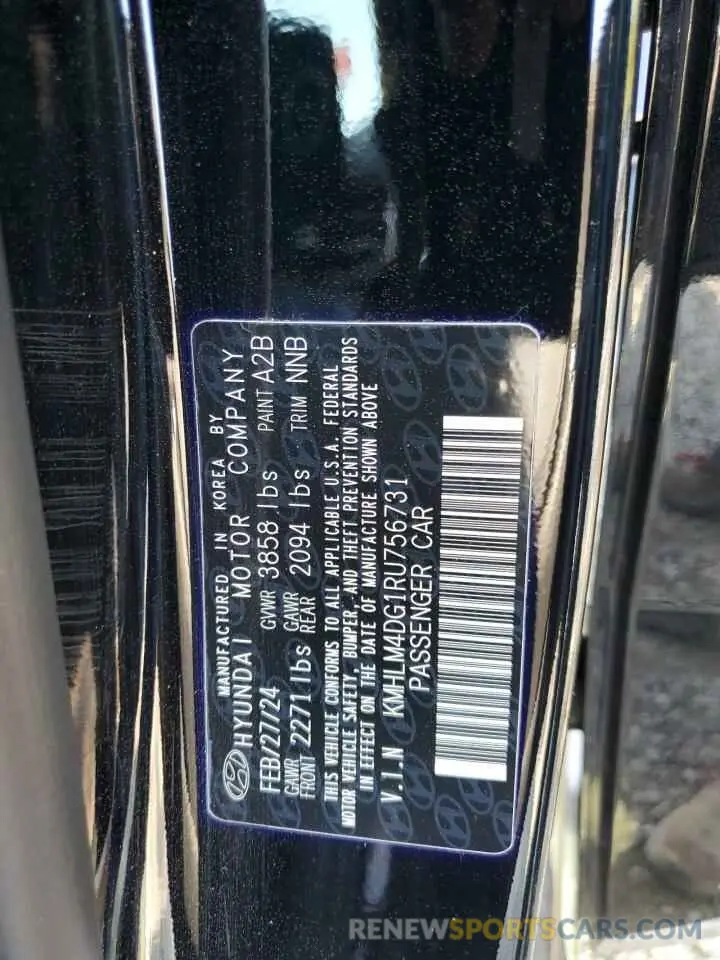 MANUFACTURED IN KOREA BY
HYUNDAI MOTOR COMPANY
FEB/27/24 GVWR 3858 lbs PAINT A2B
GAWR FRONT 2271 lbs GAWR REAR 2094 lbs TRIM NNB
THIS VEHICLE CONFORMS TO ALL APPLICABLE U.S.A. FEDERAL
MOTOR VEHICLE SAFETY, BUMPER, AND THEFT PREVENTION STANDARDS
IN EFFECT ON THE DATE OF MANUFACTURE SHOWN ABOVE
V.I.N KMHLM4DG1RU756731
PASSENGER CAR
RENEWSPORTSCARS.COM